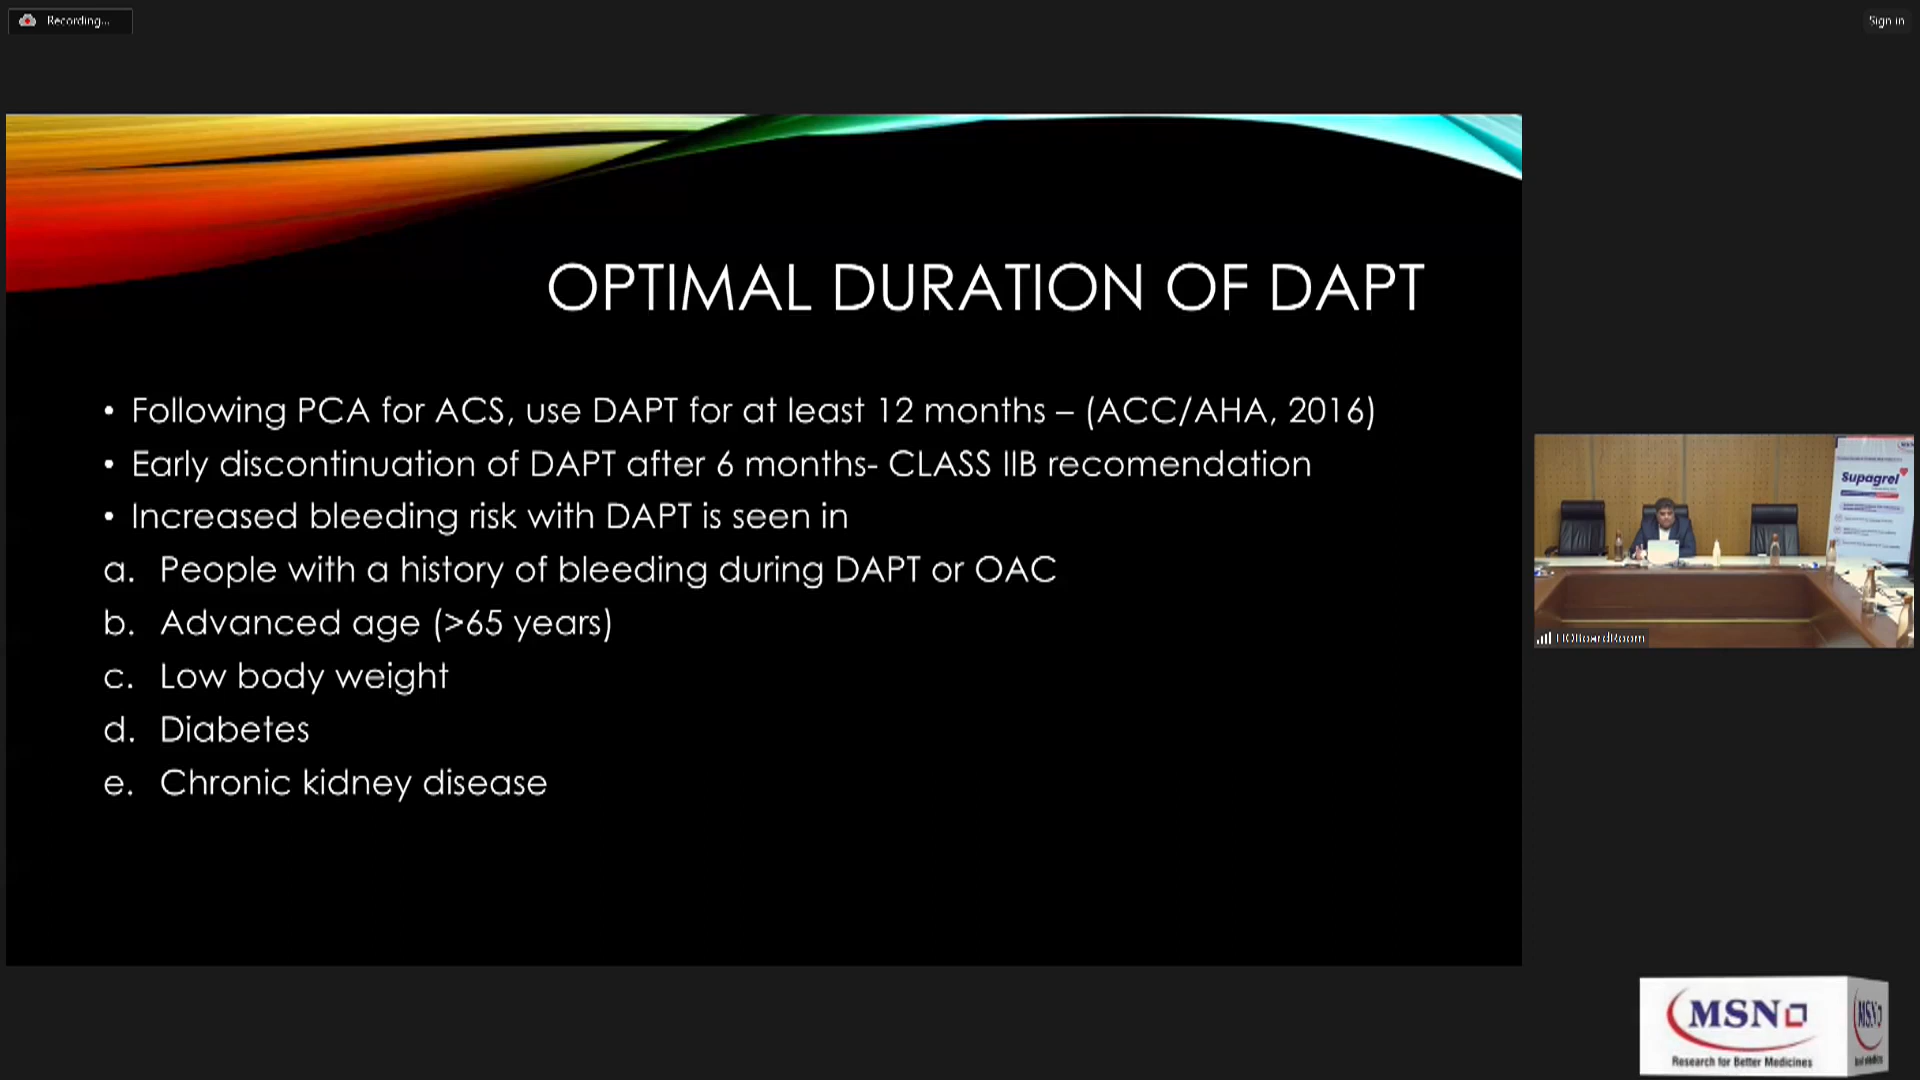 Recording...
Sign in
OPTIMAL DURATION OF DAPT
• Following PCA for ACS, use DAPT for at least 12 months – (ACC/AHA, 2016)
• Early discontinuation of DAPT after 6 months- CLASS IIB recomendation
• Increased bleeding risk with DAPT is seen in
a. People with a history of bleeding during DAPT or OAC
b. Advanced age (>65 years)
c. Low body weight
d. Diabetes
e. Chronic kidney disease
Supagrel
HOBoardRoom
MSN
Research for Better Medicines
MSN